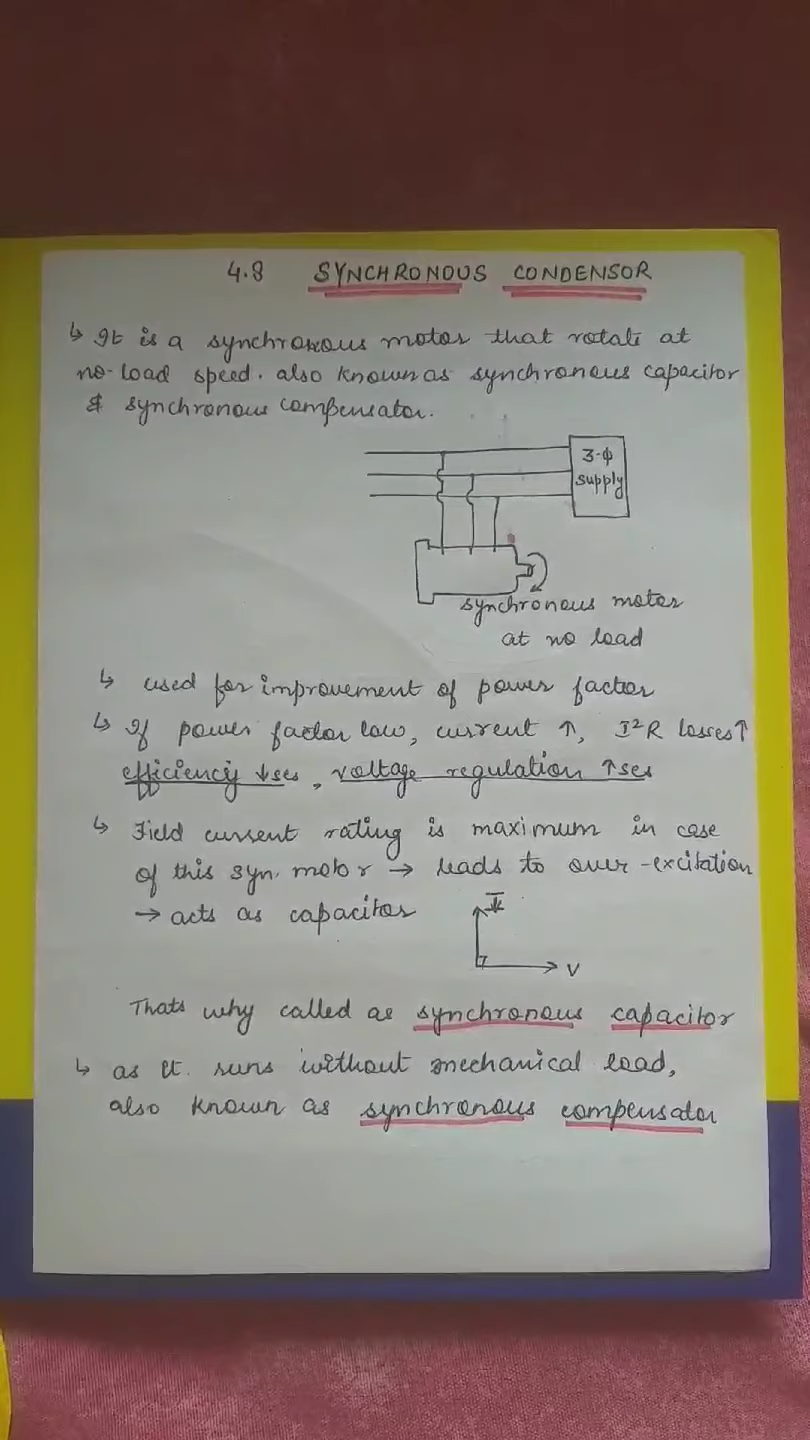 4.8 SYNCHRONOUS CONDENSOR
↳ It is a synchronous motor that rotate at
no-load speed. also known as synchronous capacitor
& synchronous compensator.
3-ϕ
supply
synchronous motor
at no load
↳ used for improvement of power factor
↳ If power factor low, current ↑, I²R losses↑
efficiency ↓ses, voltage regulation ↑ses
↳ Field current rating is maximum in case
of this syn. motor → leads to over-excitation
→ acts as capacitor
V
Thats why called as synchronous capacitor
↳ as it. runs without mechanical load,
also known as synchronous compensator